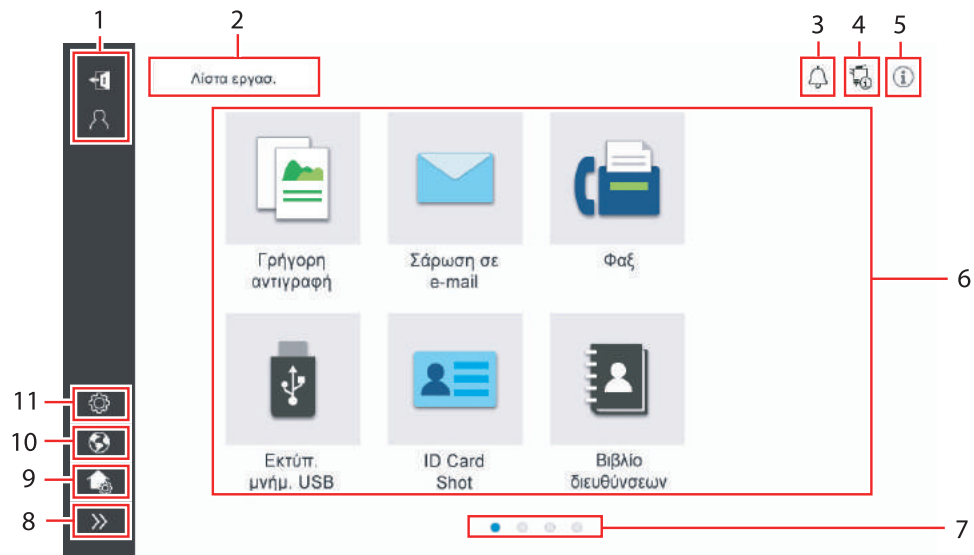 1
2
3
4
5
Λίστα εργασ.
Γρήγορη
αντιγραφή
Σάρωση σε
e-mail
Φαξ
6
Εκτύπ.
μνήμ. USB
ID Card
Shot
Βιβλίο
διευθύνσεων
11
10
9
8
7